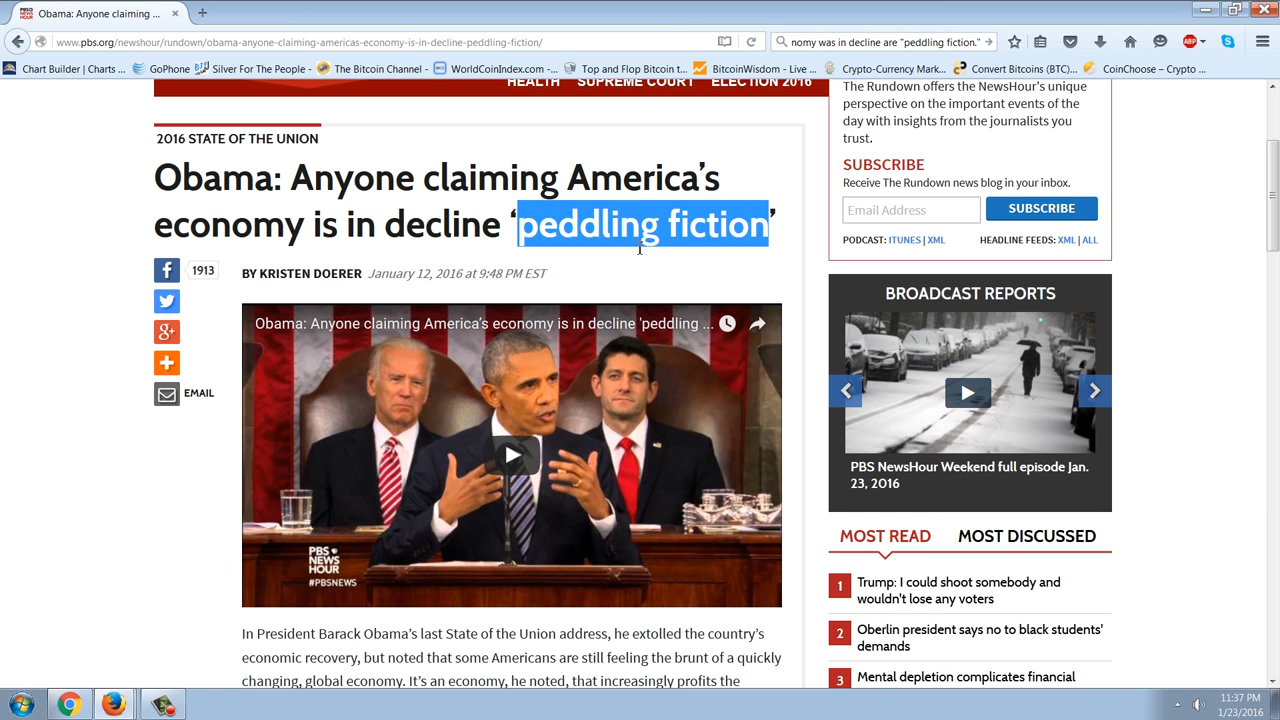 Obama: Anyone claiming ...
www.pbs.org/newshour/rundown/obama-anyone-claiming-americas-economy-is-in-decline-peddling-fiction/
nomy was in decline are "peddling fiction."
ABP
Chart Builder | Charts ...
GoPhone
Silver For The People - ...
The Bitcoin Channel - ...
WorldCoinIndex.com - ...
Top and Flop Bitcoin t...
BitcoinWisdom - Live ...
Crypto-Currency Mark...
Convert Bitcoins (BTC)...
CoinChoose – Crypto ...
HEALTH SUPREME COURT ELECTION 2016
2016 STATE OF THE UNION
Obama: Anyone claiming America's
economy is in decline 'peddling fiction'
1913
BY KRISTEN DOERER January 12, 2016 at 9:48 PM EST
EMAIL
Obama: Anyone claiming America's economy is in decline 'peddling ...
PBS
NEWS
HOUR
#PBSNEWS
In President Barack Obama's last State of the Union address, he extolled the country's
economic recovery, but noted that some Americans are still feeling the brunt of a quickly
changing, global economy. It's an economy, he noted, that increasingly profits the
The Rundown offers the NewsHour's unique
perspective on the important events of the
day with insights from the journalists you
trust.
SUBSCRIBE
Receive The Rundown news blog in your inbox.
Email Address
SUBSCRIBE
PODCAST: ITUNES | XML
HEADLINE FEEDS: XML | ALL
BROADCAST REPORTS
PBS NewsHour Weekend full episode Jan.
23, 2016
MOST READ
MOST DISCUSSED
1 Trump: I could shoot somebody and
wouldn't lose any voters
2 Oberlin president says no to black students'
demands
3 Mental depletion complicates financial
11:37 PM
1/23/2016